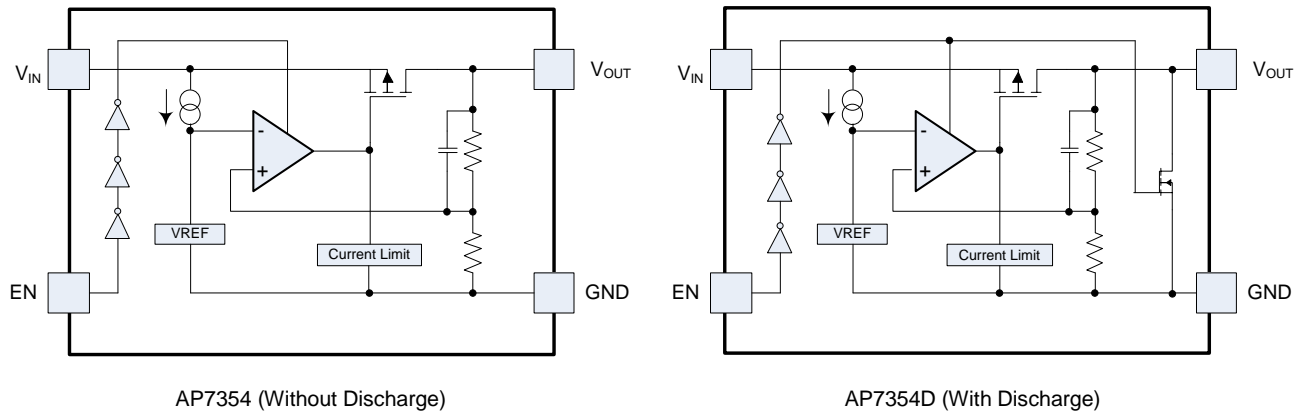 VIN
VOUT
-
+
VREF
Current Limit
EN
GND
AP7354 (Without Discharge)
VIN
VOUT
-
+
VREF
Current Limit
EN
GND
AP7354D (With Discharge)